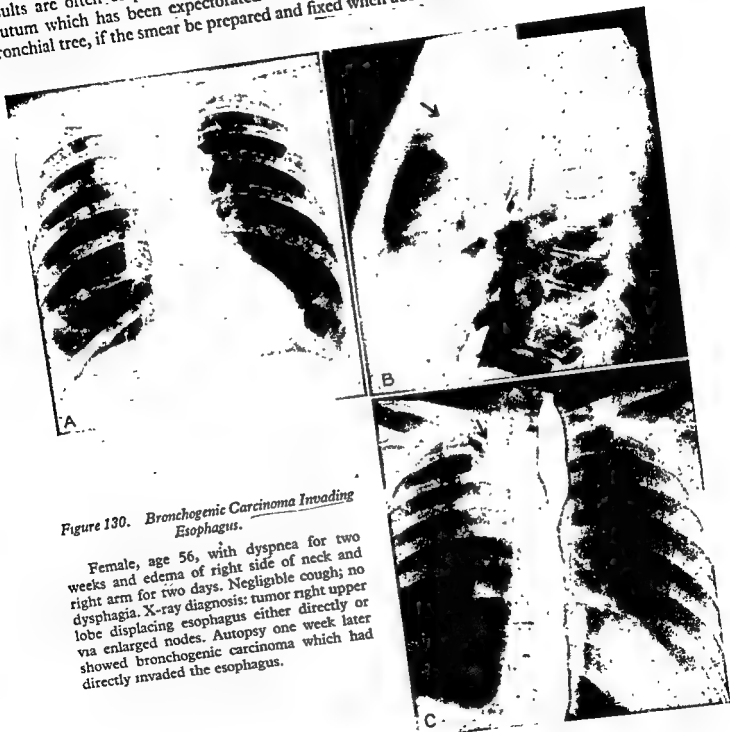 sults are often
utum which has been expectorated
ronchial tree, if the smear be prepared and fixed when
A
B
C
Figure 130. Bronchogenic Carcinoma Invading
Esophagus.
Female, age 56, with dyspnea for two
weeks and edema of right side of neck and
right arm for two days. Negligible cough; no
dysphagia. X-ray diagnosis: tumor right upper
lobe displacing esophagus either directly or
via enlarged nodes. Autopsy one week later
showed bronchogenic carcinoma which had
directly invaded the esophagus.